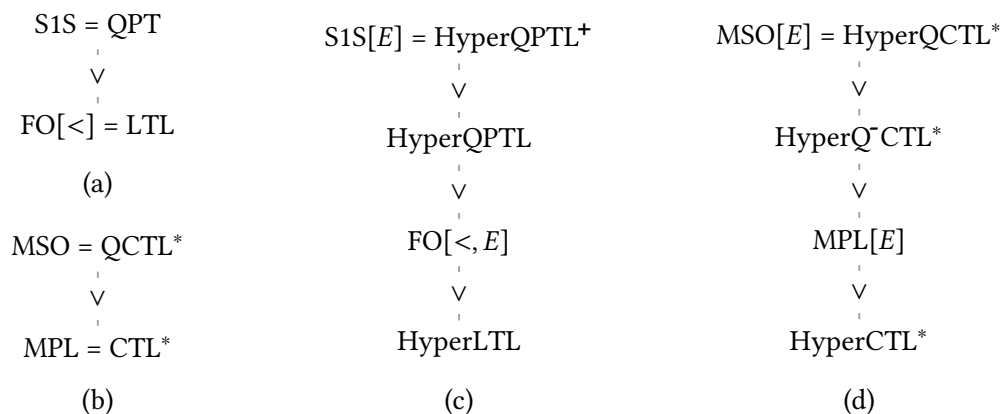 S1S = QPT
∨
FO[<] = LTL
(a)
MSO = QCTL*
∨
MPL = CTL*
(b)
S1S[E] = HyperQPTL⁺
∨
HyperQPTL
∨
FO[<, E]
∨
HyperLTL
(c)
MSO[E] = HyperQCTL*
∨
HyperQ⁻CTL*
∨
MPL[E]
∨
HyperCTL*
(d)